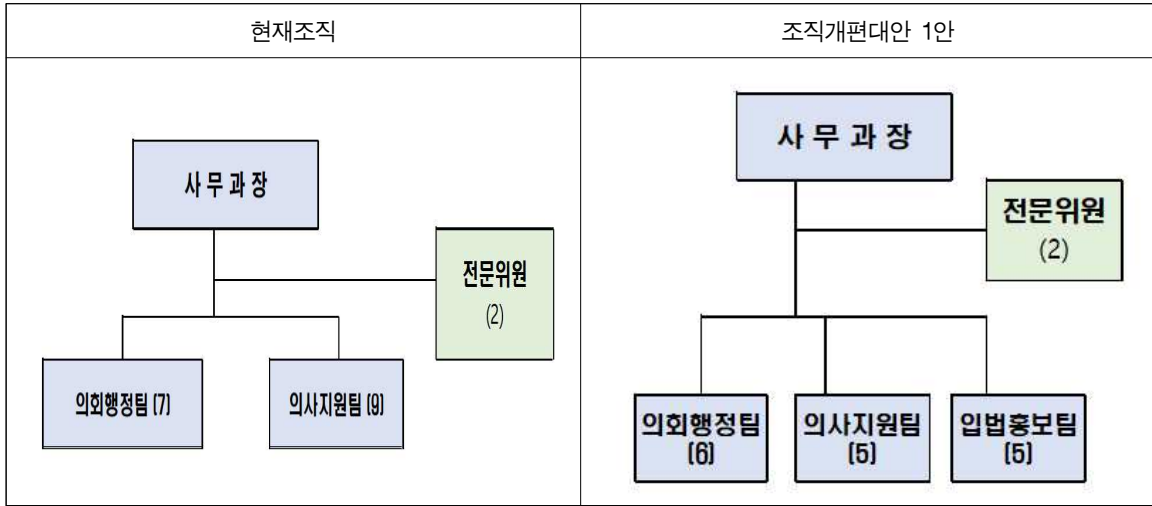 현재조직
조직개편대안 1안
사 무 과 장
전문위원
(2)
의회행정팀 (7)
의사지원팀 (9)
사 무 과 장
전문위원
(2)
의회행정팀
(6)
의사지원팀
(5)
입법홍보팀
(5)